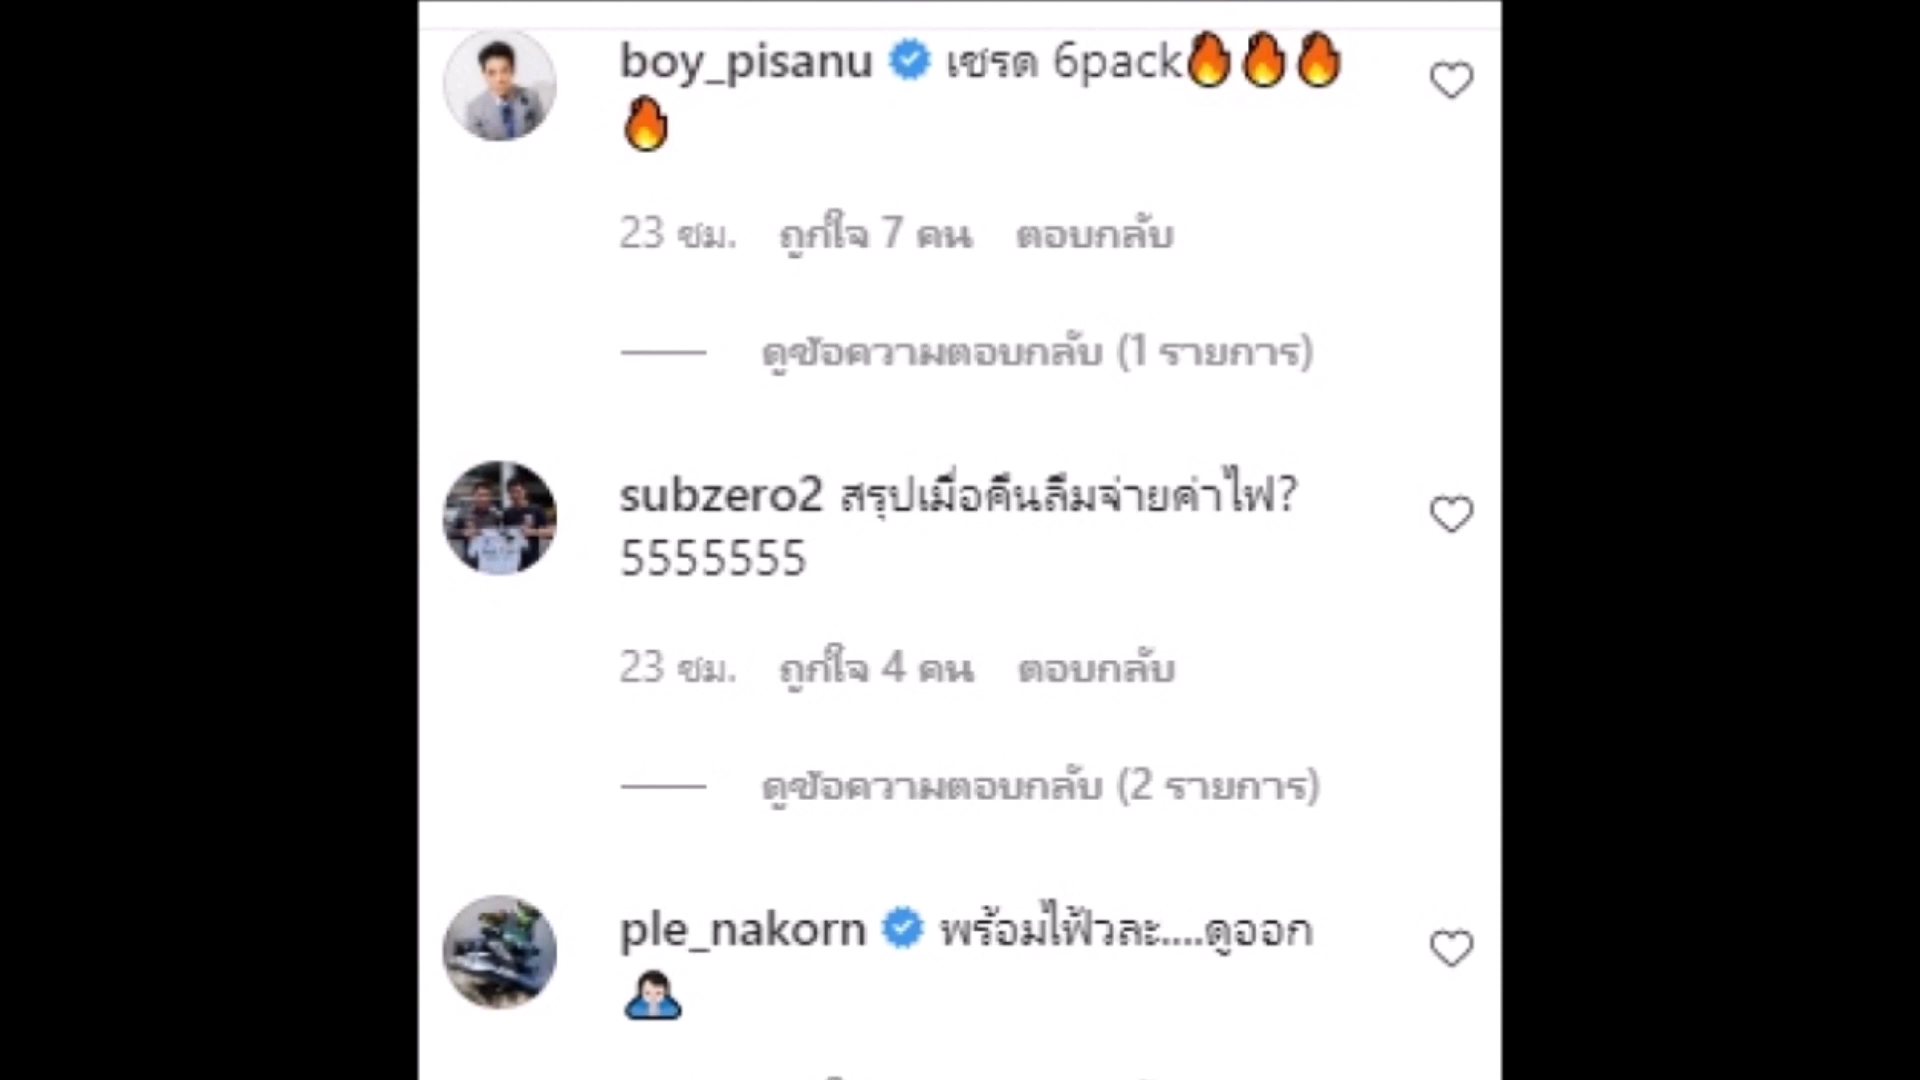 boy_pisanu เชรด 6pack🔥🔥🔥
🔥
23 ชม. ถูกใจ 7 คน ตอบกลับ
ดูข้อความตอบกลับ (1 รายการ)
subzero2 สรุปเมื่อคืนลืมจ่ายค่าไฟ?
5555555
23 ชม. ถูกใจ 4 คน ตอบกลับ
ดูข้อความตอบกลับ (2 รายการ)
ple_nakorn พร้อมไฟ้วละ....ดูออก
🙇🏻‍♂️